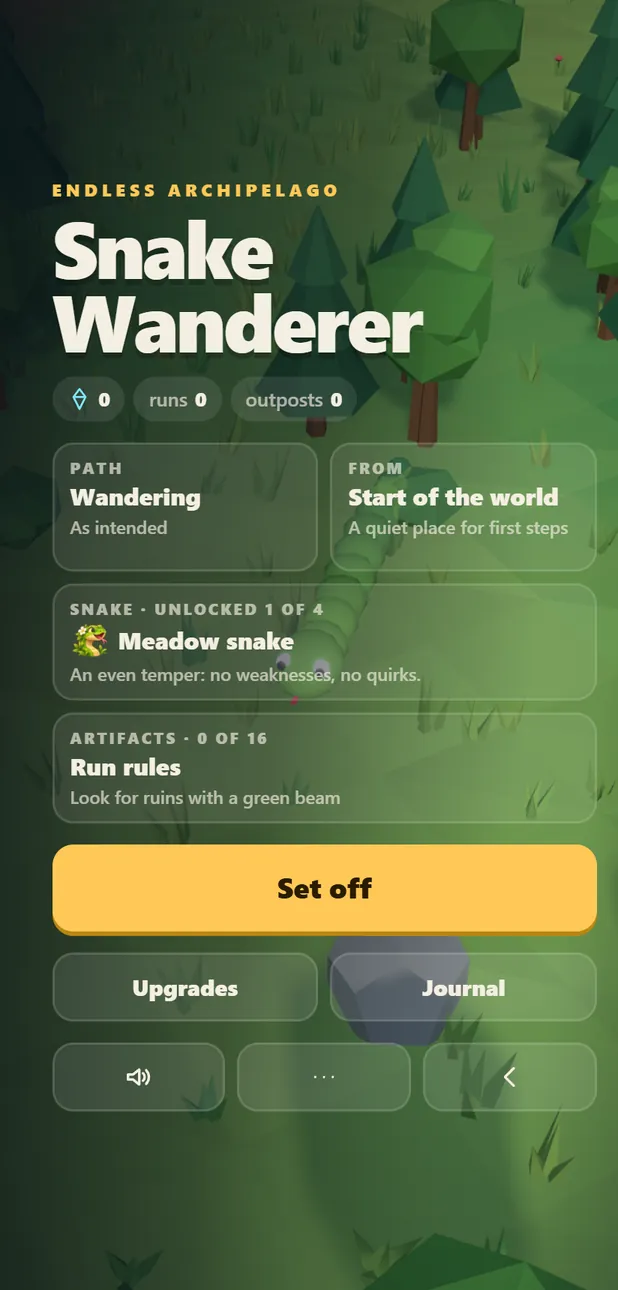 ENDLESS ARCHIPELAGO
Snake
Wanderer
0
runs 0
outposts 0
PATH
Wandering
As intended
FROM
Start of the world
A quiet place for first steps
SNAKE · UNLOCKED 1 OF 4
Meadow snake
An even temper: no weaknesses, no quirks.
ARTIFACTS · 0 OF 16
Run rules
Look for ruins with a green beam
Set off
Upgrades
Journal
...